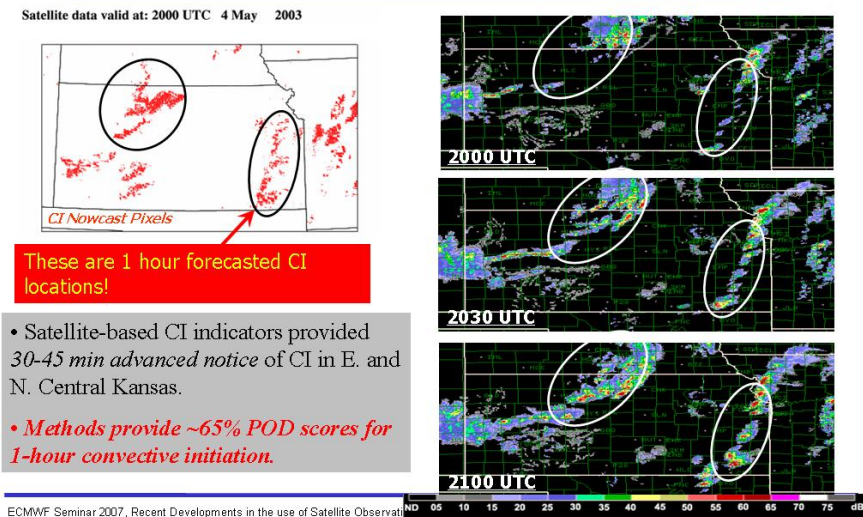 Satellite data valid at: 2000 UTC 4 May 2003
CI Nowcast Pixels
These are 1 hour forecasted CI
locations!
• Satellite-based CI indicators provided
30-45 min advanced notice of CI in E. and
N. Central Kansas.
• Methods provide ~65% POD scores for
1-hour convective initiation.
2000 UTC
2030 UTC
2100 UTC
ND 05 10 15 20 25 30 35 40 45 50 55 60 65 70 75 dB
ECMWF Seminar 2007, Recent Developments in the use of Satellite Observati